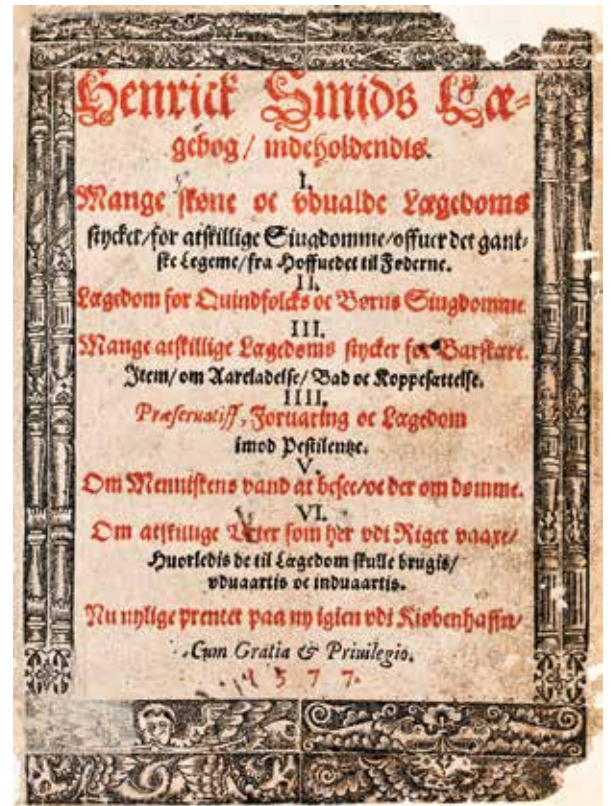 Henrick Smids Læ-
gebog / indeholdendis.
I.
Mange skøne oc vdualde Lægedoms
stycker / for atskillige Siugdomme / offuer det gant-
ske Legeme / fra Hoffuedet til Føderne.
II.
Lægedom for Quindfolcks oc Børns Siugdomme.
III.
Mange atskillige Lægedoms stycker for Barskære.
Item / om Aareladelse / Bad oc Koppesættelse.
IIII.
Præseruatiff, Foruaring oc Lægedom
imod Pestilentze.
V.
Om Menniskens vand at besee / oc der om dømme.
VI.
Om atskillige Vrter som her vdi Riget vaaxe /
Huorledis de til Lægedom skulle brugis /
vduaartis oc induaartis.
Nu nylige prentet paa ny igien vdi Kiøbenhaffn /
Cum Gratia & Priuilegio.
1577.